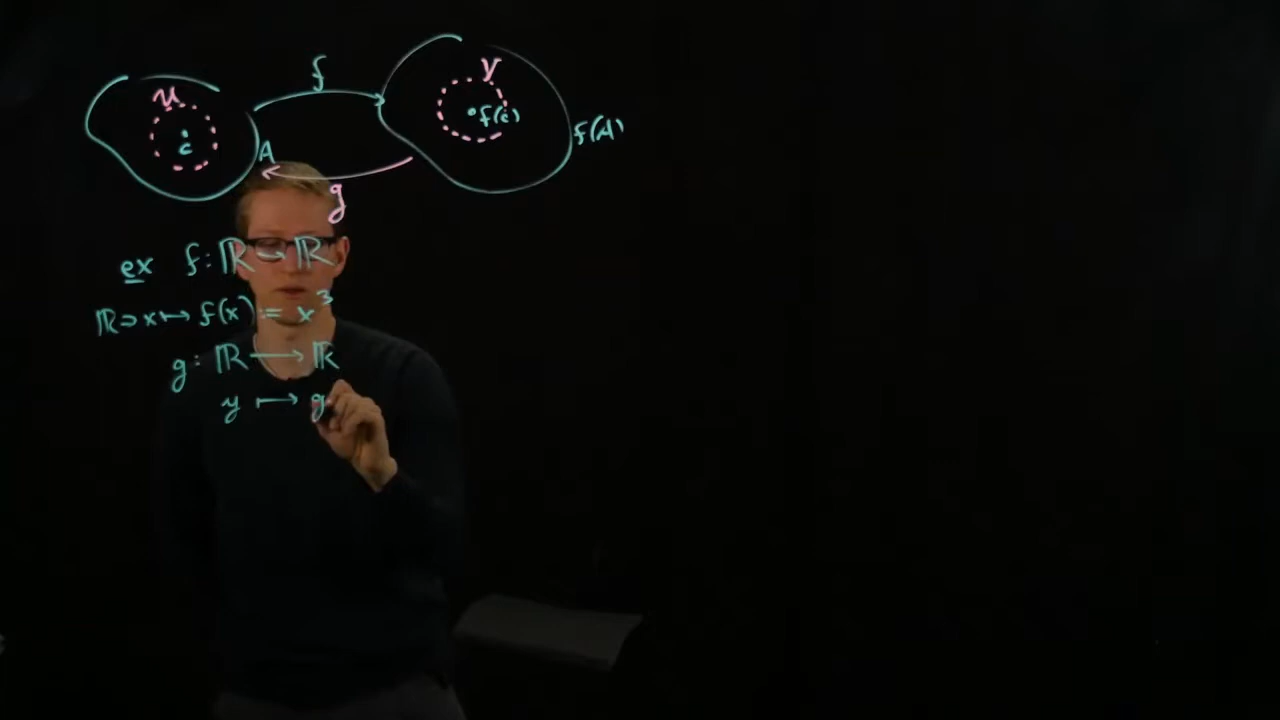 f
u
V
c
f(c)
A
f(A)
g
ex f: ℝ → ℝ
ℝ∋x ↦ f(x) := x³
g: ℝ ⟶ ℝ
y ⟼ g